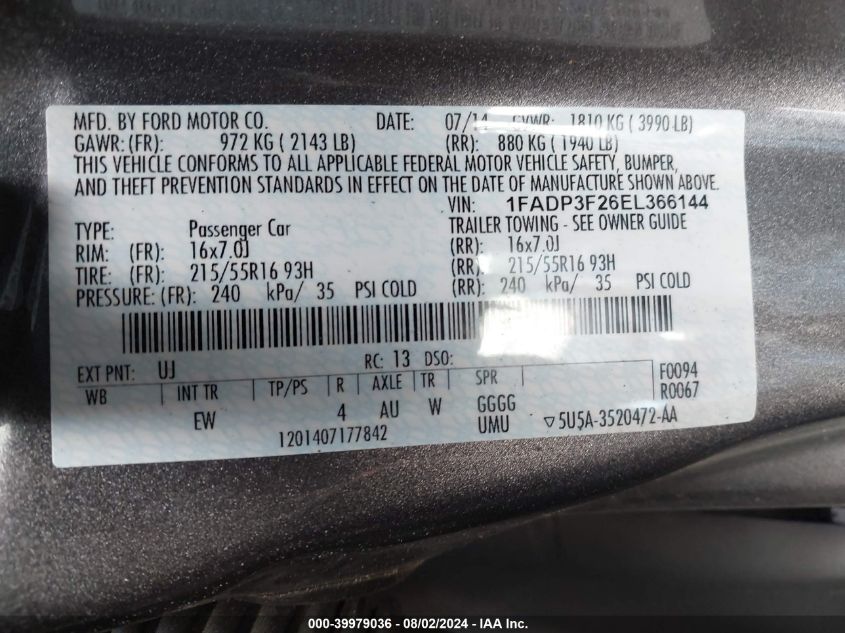 MFD. BY FORD MOTOR CO. DATE: 07/14 GVWR: 1810 KG ( 3990 LB)
GAWR: (FR): 972 KG ( 2143 LB) (RR): 880 KG ( 1940 LB)
THIS VEHICLE CONFORMS TO ALL APPLICABLE FEDERAL MOTOR VEHICLE SAFETY, BUMPER,
AND THEFT PREVENTION STANDARDS IN EFFECT ON THE DATE OF MANUFACTURE SHOWN ABOVE.
VIN: 1FADP3F26EL366144
TYPE: Passenger Car TRAILER TOWING - SEE OWNER GUIDE
RIM: (FR): 16x7.0J (RR): 16x7.0J
TIRE: (FR): 215/55R16 93H (RR): 215/55R16 93H
PRESSURE: (FR): 240 kPa/ 35 PSI COLD (RR): 240 kPa/ 35 PSI COLD
EXT PNT: UJ RC: 13 DSO: F0094
WB INT TR TP/PS R AXLE TR SPR R0067
EW 4 AU W GGGG
1201407177842 UMU ▽ 5U5A-3520472-AA
000-39979036 - 08/02/2024 - IAA Inc.